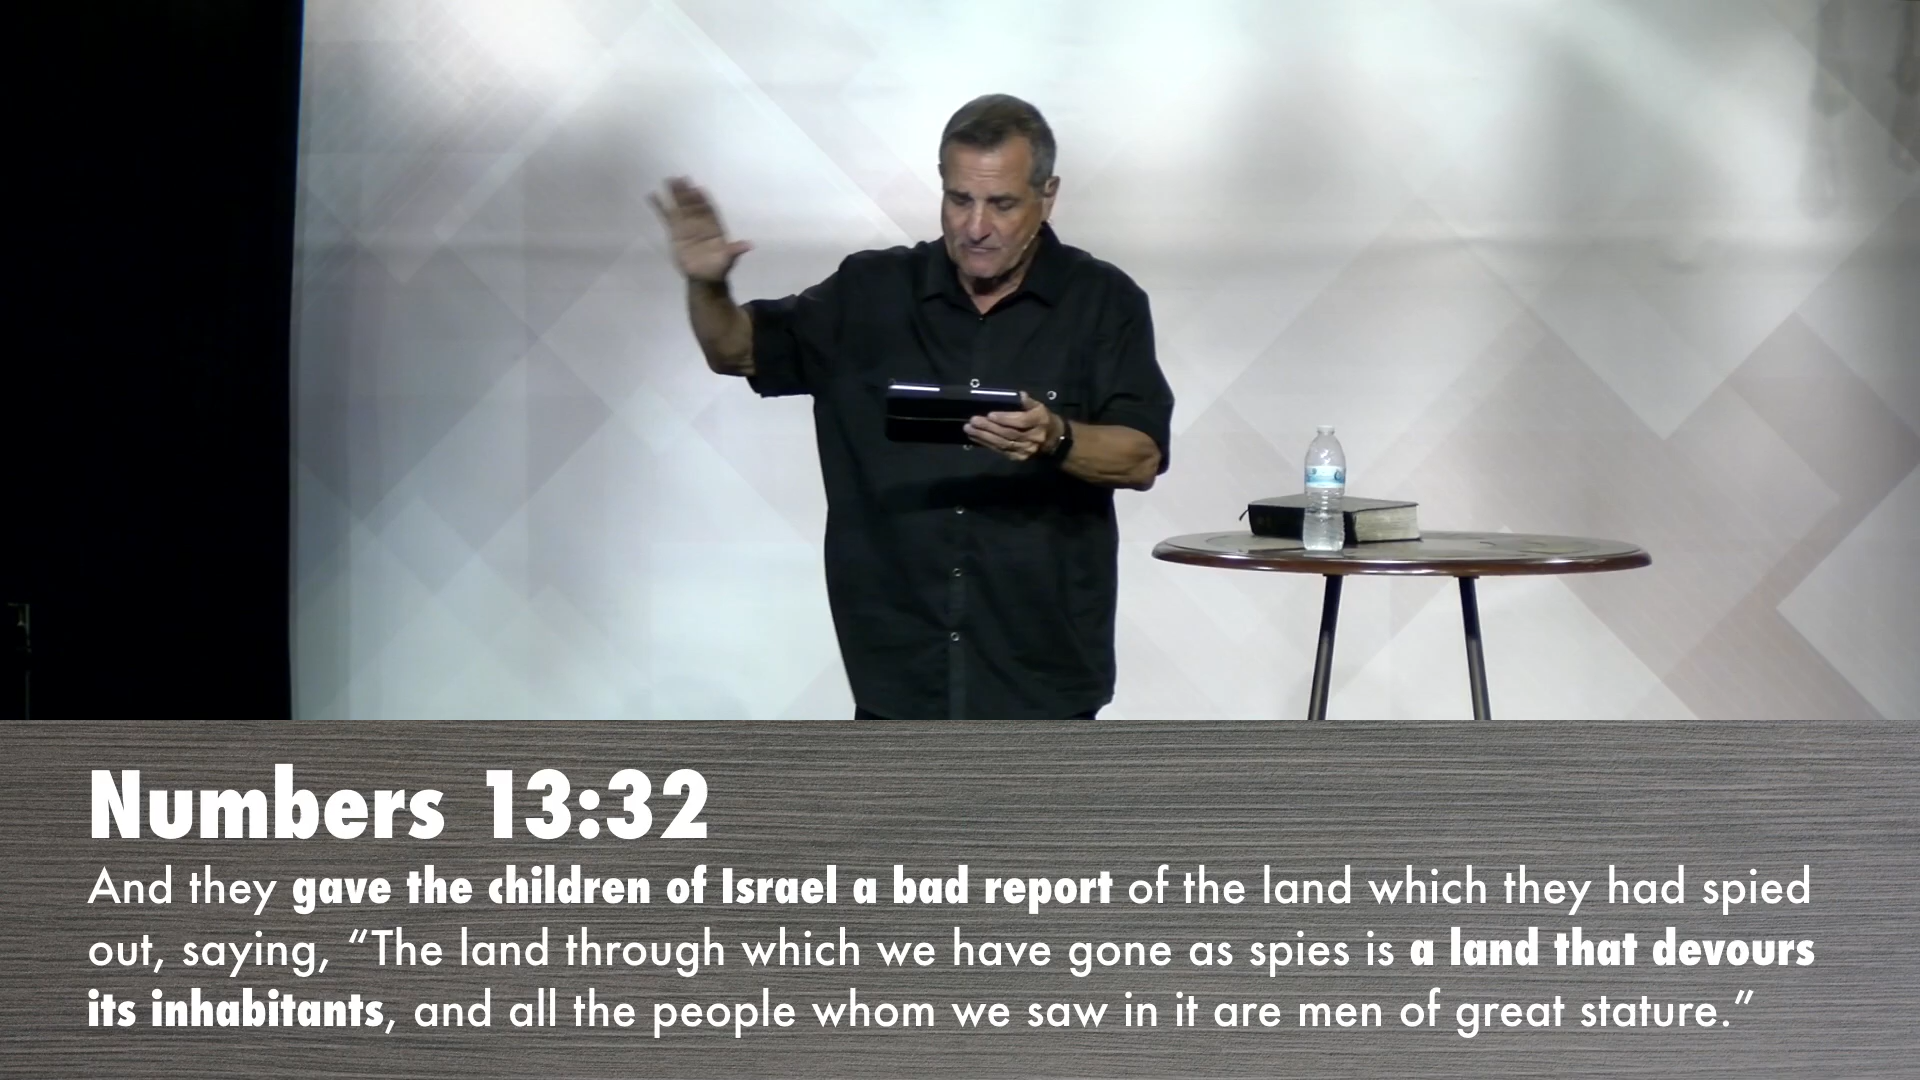 Numbers 13:32
And they gave the children of Israel a bad report of the land which they had spied
out, saying, “The land through which we have gone as spies is a land that devours
its inhabitants, and all the people whom we saw in it are men of great stature.”